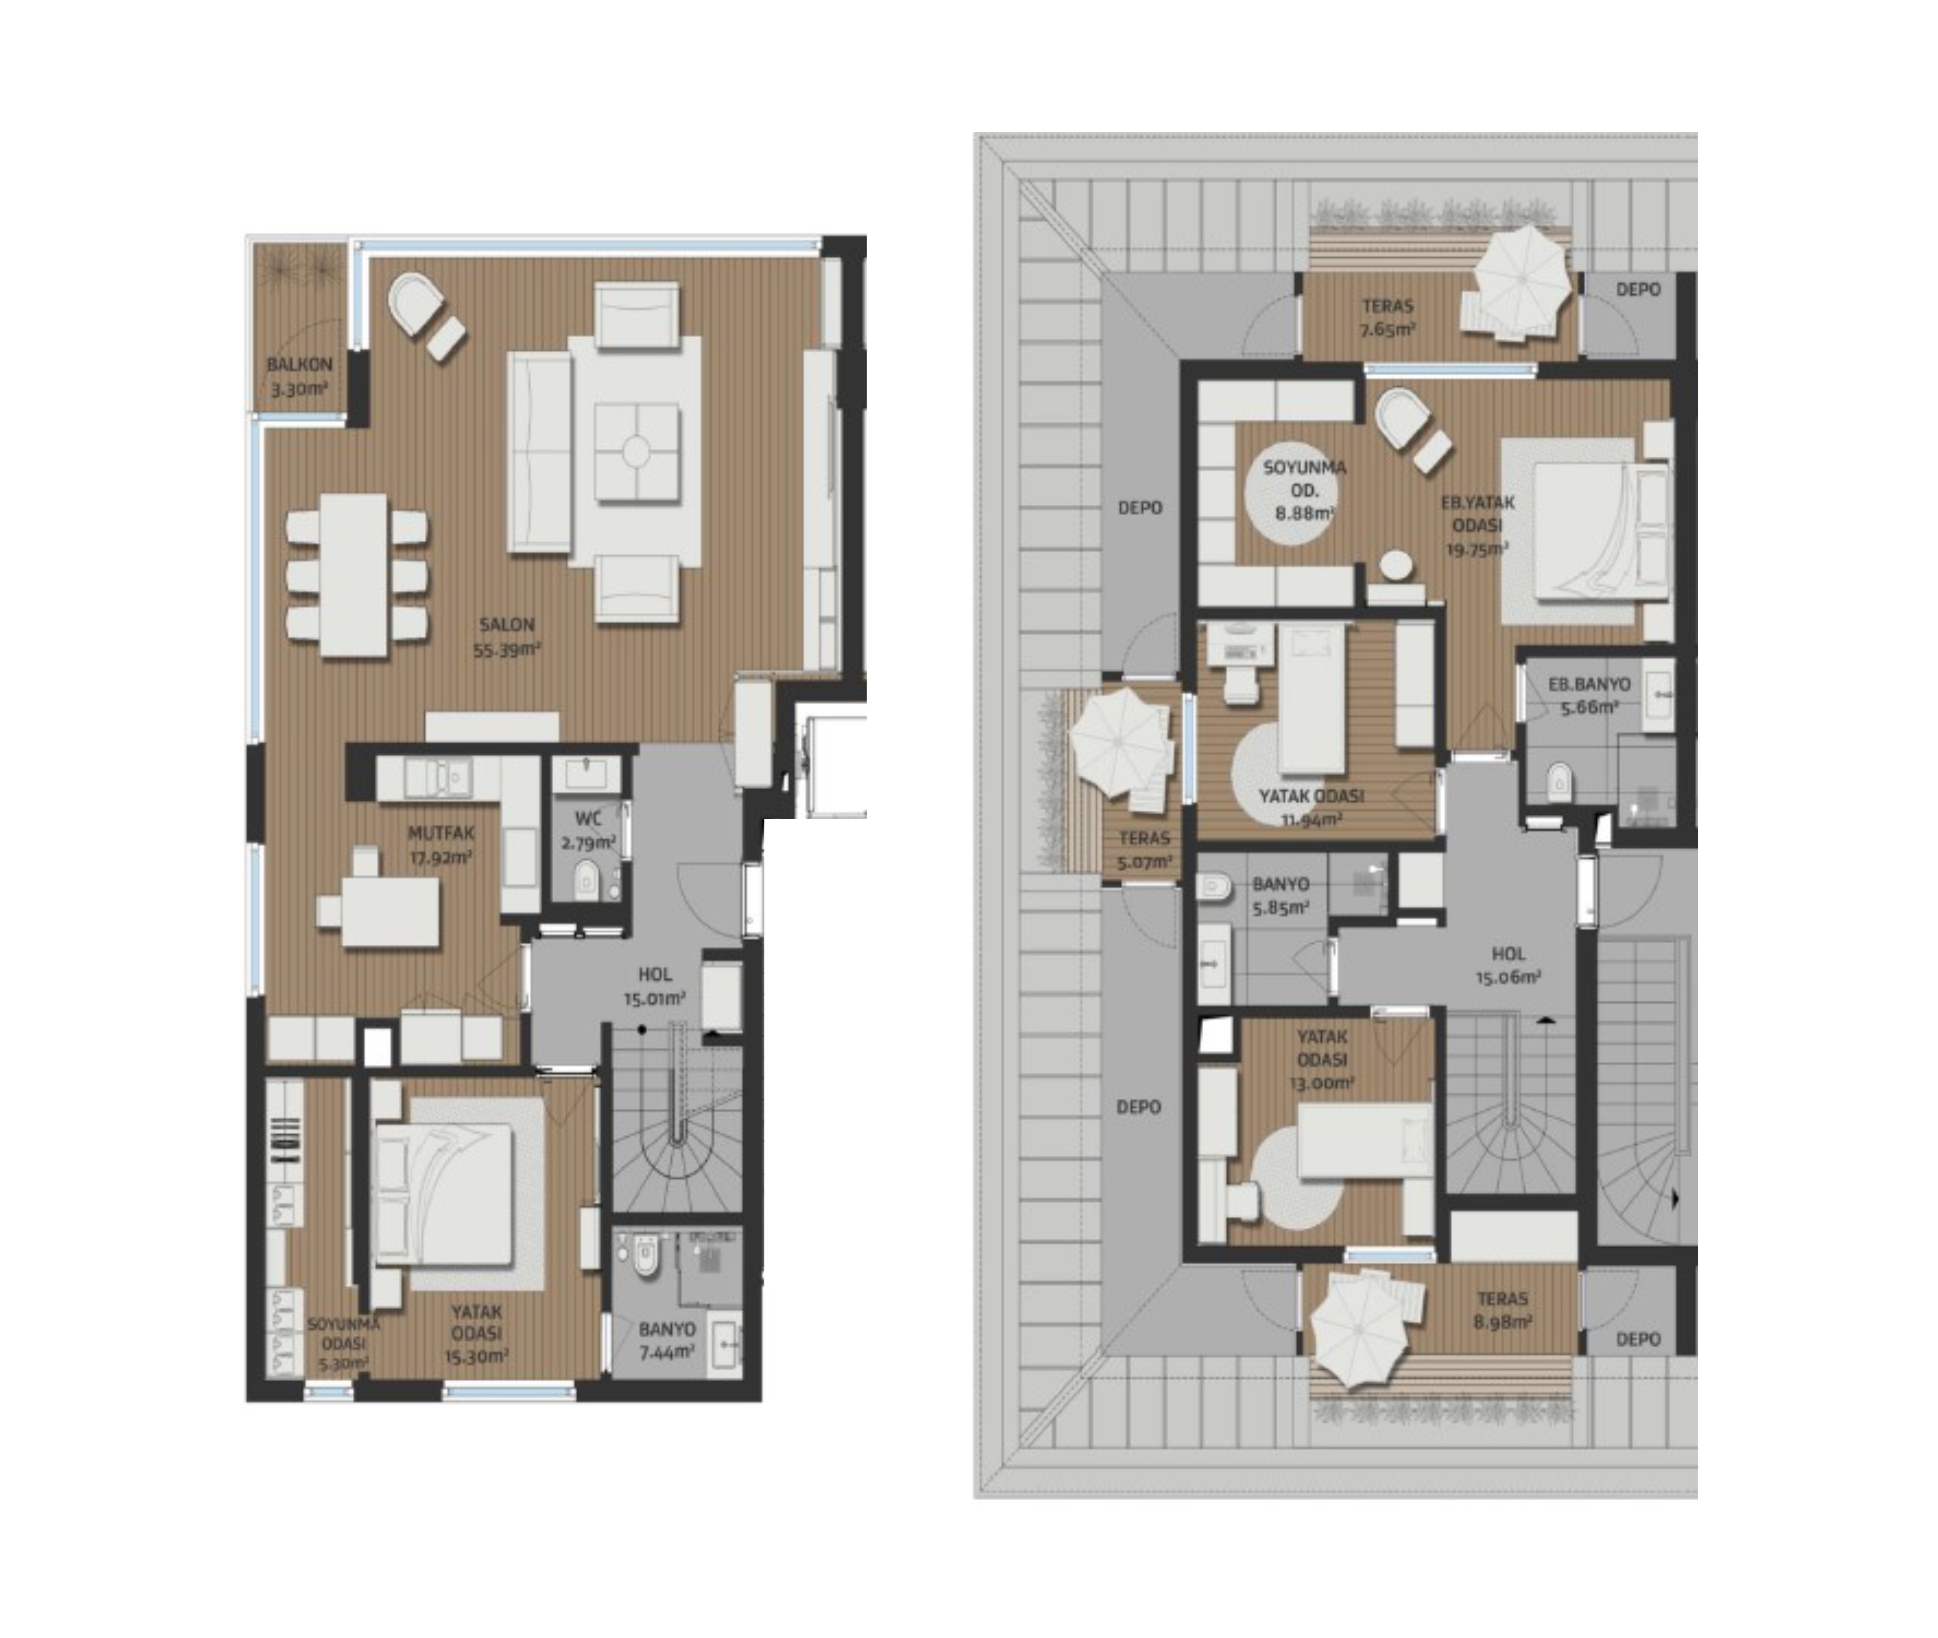 BALKON
3.30m²
SALON
55.39m²
MUTFAK
17.92m²
WC
2.79m²
HOL
15.01m²
SOYUNMA
ODASI
5.30m²
YATAK
ODASI
15.30m²
BANYO
7.44m²
TERAS
7.65m²
DEPO
DEPO
SOYUNMA
OD.
8.88m²
EB.YATAK
ODASI
19.75m²
EB.BANYO
5.66m²
YATAK ODASI
11.94m²
TERAS
5.07m²
BANYO
5.85m²
HOL
15.06m²
YATAK
ODASI
13.00m²
DEPO
TERAS
8.98m²
DEPO